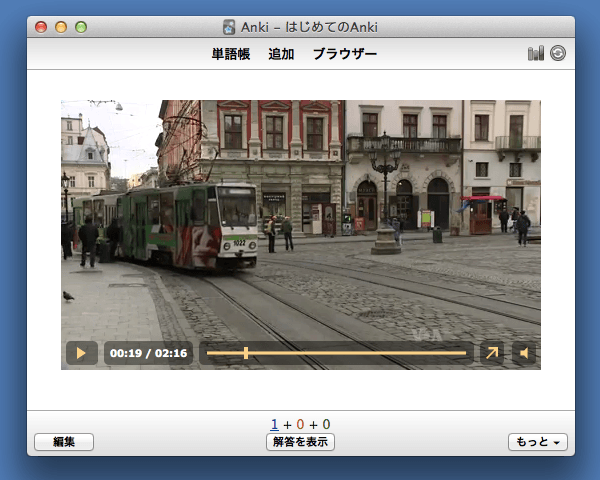 Anki – はじめてのAnki
単語帳 追加 ブラウザー
1022
VOA
00:19 / 02:16
1 + 0 + 0
編集 解答を表示 もっと